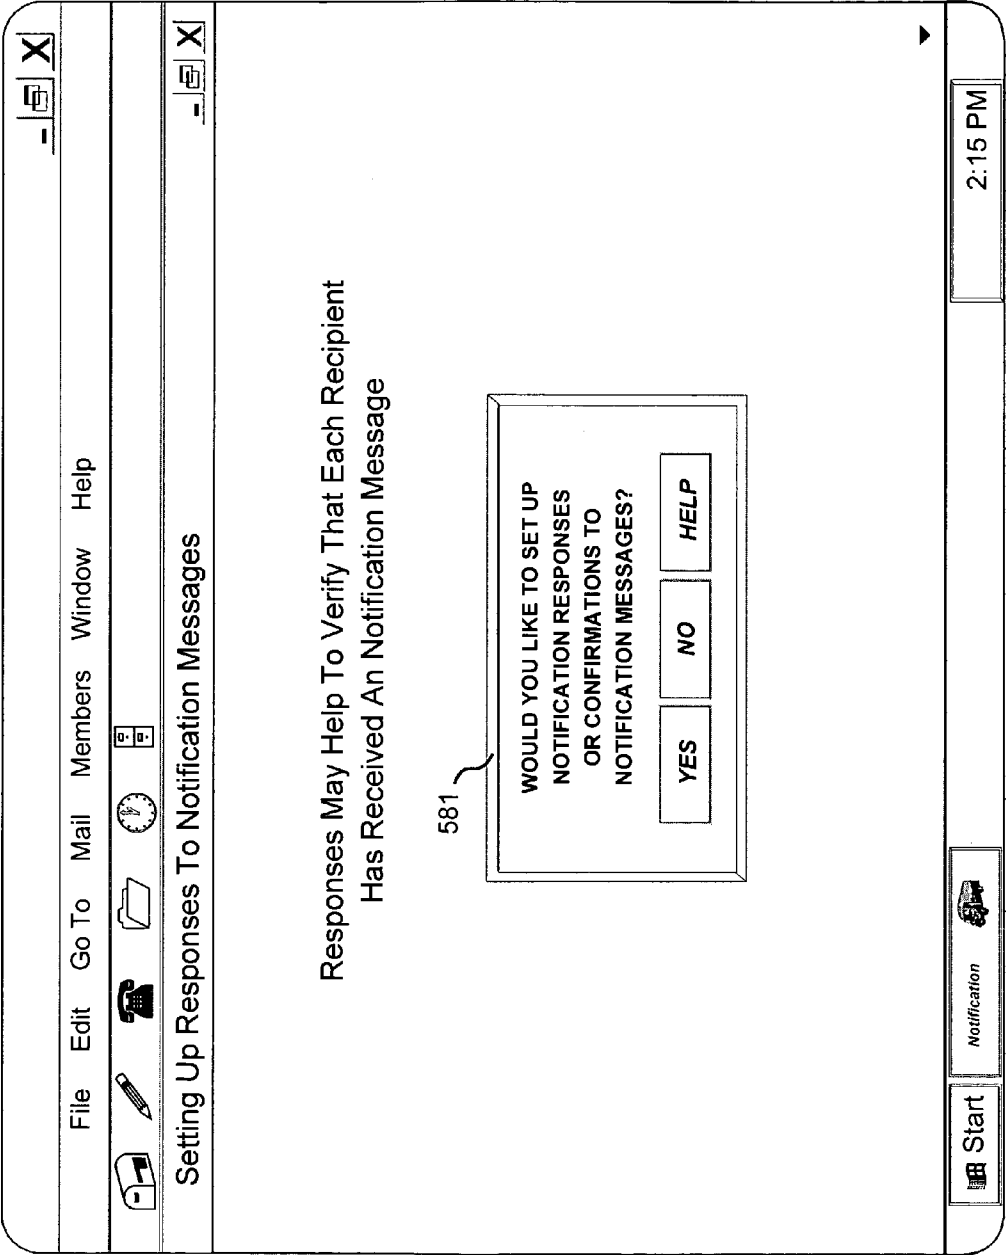 File Edit Go To Mail Members Window Help
Setting Up Responses To Notification Messages
Responses May Help To Verify That Each Recipient
Has Received An Notification Message
581
WOULD YOU LIKE TO SET UP
NOTIFICATION RESPONSES
OR CONFIRMATIONS TO
NOTIFICATION MESSAGES?
YES NO HELP
Start Notification 2:15 PM